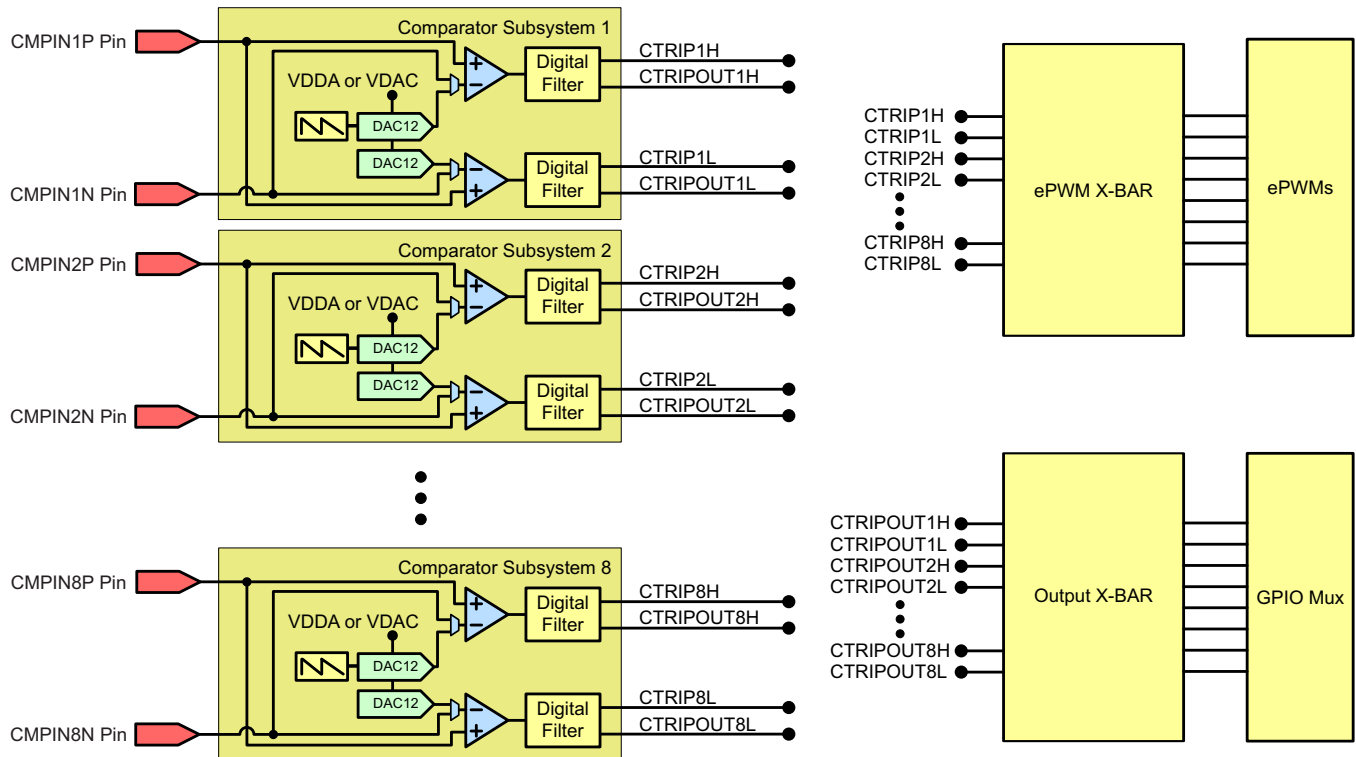 Comparator Subsystem 1
CMPIN1P Pin
VDDA or VDAC
DAC12
DAC12
Digital
Filter
Digital
Filter
CMPIN1N Pin
CTRIP1H
CTRIPOUT1H
CTRIP1L
CTRIPOUT1L
Comparator Subsystem 2
CMPIN2P Pin
VDDA or VDAC
DAC12
DAC12
Digital
Filter
Digital
Filter
CMPIN2N Pin
CTRIP2H
CTRIPOUT2H
CTRIP2L
CTRIPOUT2L
Comparator Subsystem 8
CMPIN8P Pin
VDDA or VDAC
DAC12
DAC12
Digital
Filter
Digital
Filter
CMPIN8N Pin
CTRIP8H
CTRIPOUT8H
CTRIP8L
CTRIPOUT8L
CTRIP1H
CTRIP1L
CTRIP2H
CTRIP2L
CTRIP8H
CTRIP8L
ePWM X-BAR
ePWMs
CTRIPOUT1H
CTRIPOUT1L
CTRIPOUT2H
CTRIPOUT2L
CTRIPOUT8H
CTRIPOUT8L
Output X-BAR
GPIO Mux